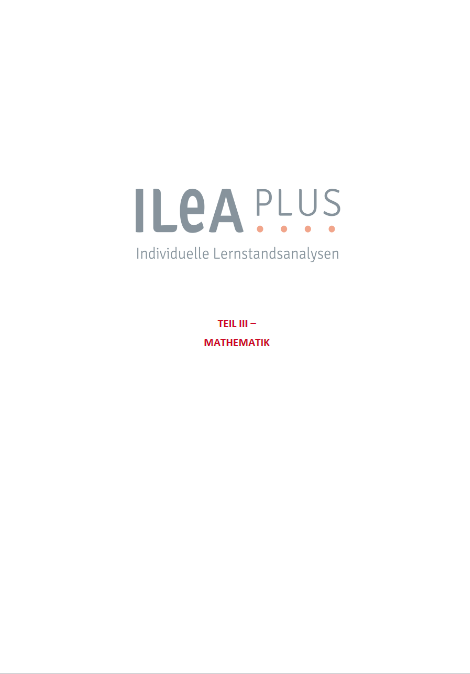 ILeA PLUS
Individuelle Lernstandsanalysen
TEIL III –
MATHEMATIK